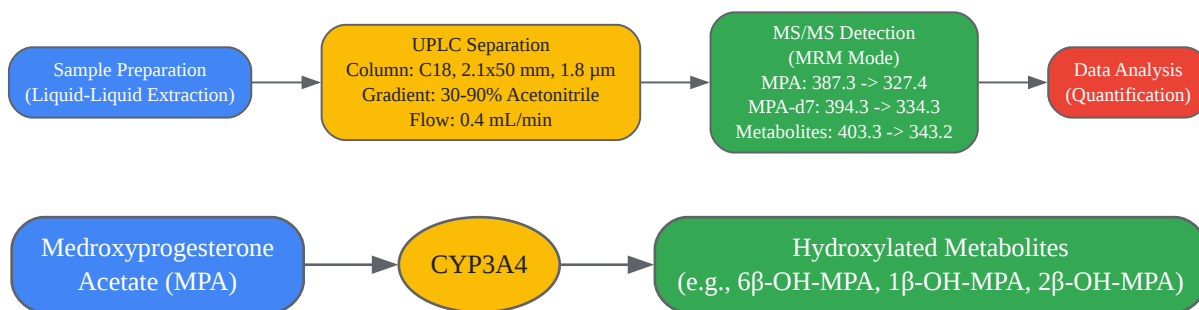 Sample Preparation
(Liquid-Liquid Extraction)
UPLC Separation
Column: C18, 2.1x50 mm, 1.8 µm
Gradient: 30-90% Acetonitrile
Flow: 0.4 mL/min
MS/MS Detection
(MRM Mode)
MPA: 387.3 -> 327.4
MPA-d7: 394.3 -> 334.3
Metabolites: 403.3 -> 343.2
Data Analysis
(Quantification)
Medroxyprogesterone
Acetate (MPA)
CYP3A4
Hydroxylated Metabolites
(e.g., 6β-OH-MPA, 1β-OH-MPA, 2β-OH-MPA)